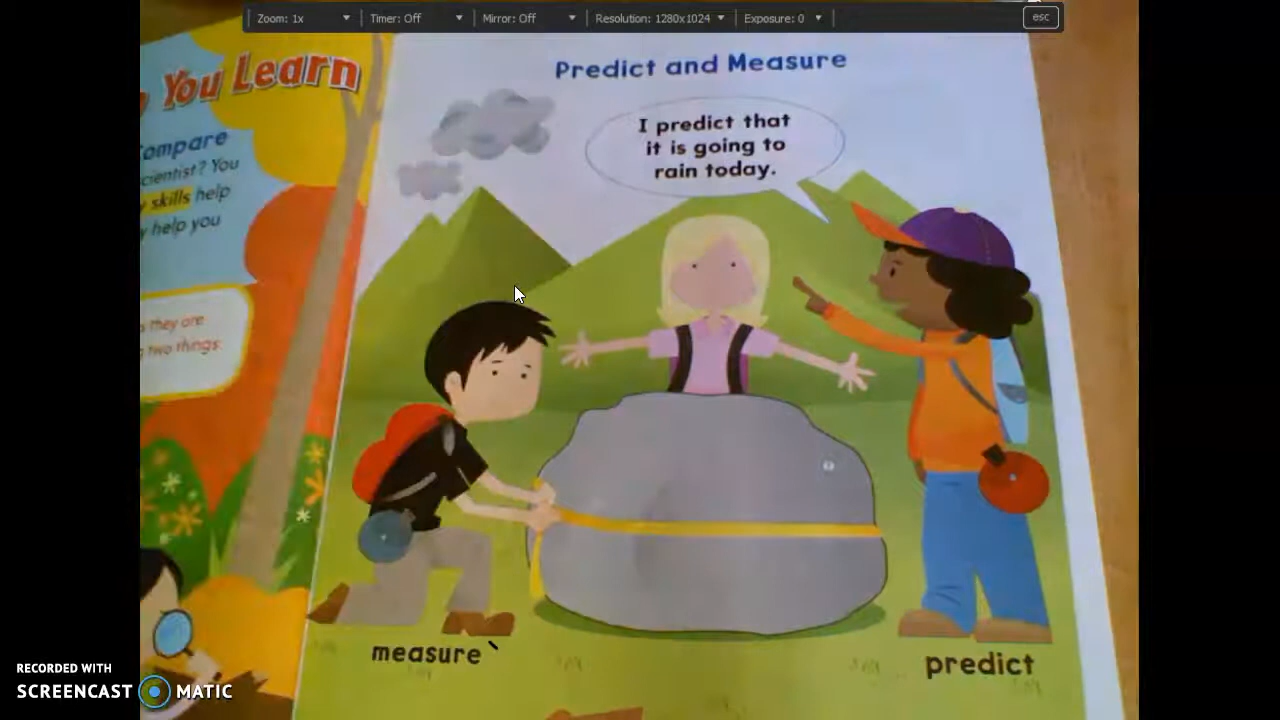 Zoom: 1x Timer: Off Mirror: Off Resolution: 1280x1024 Exposure: 0 esc
You Learn
Compare
scientist? You
skills help
help you
they are
two things.
Predict and Measure
I predict that
it is going to
rain today.
measure
predict
RECORDED WITH
SCREENCAST MATIC